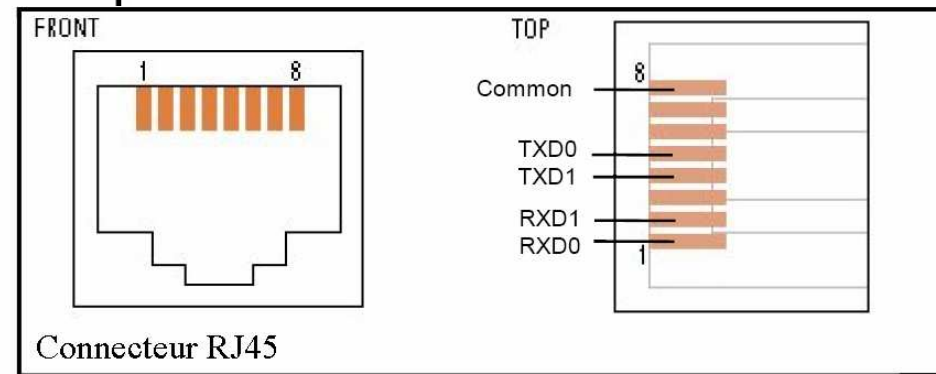 FRONT
1 8
Connecteur RJ45
TOP
8
Common
TXD0
TXD1
RXD1
RXD0
1